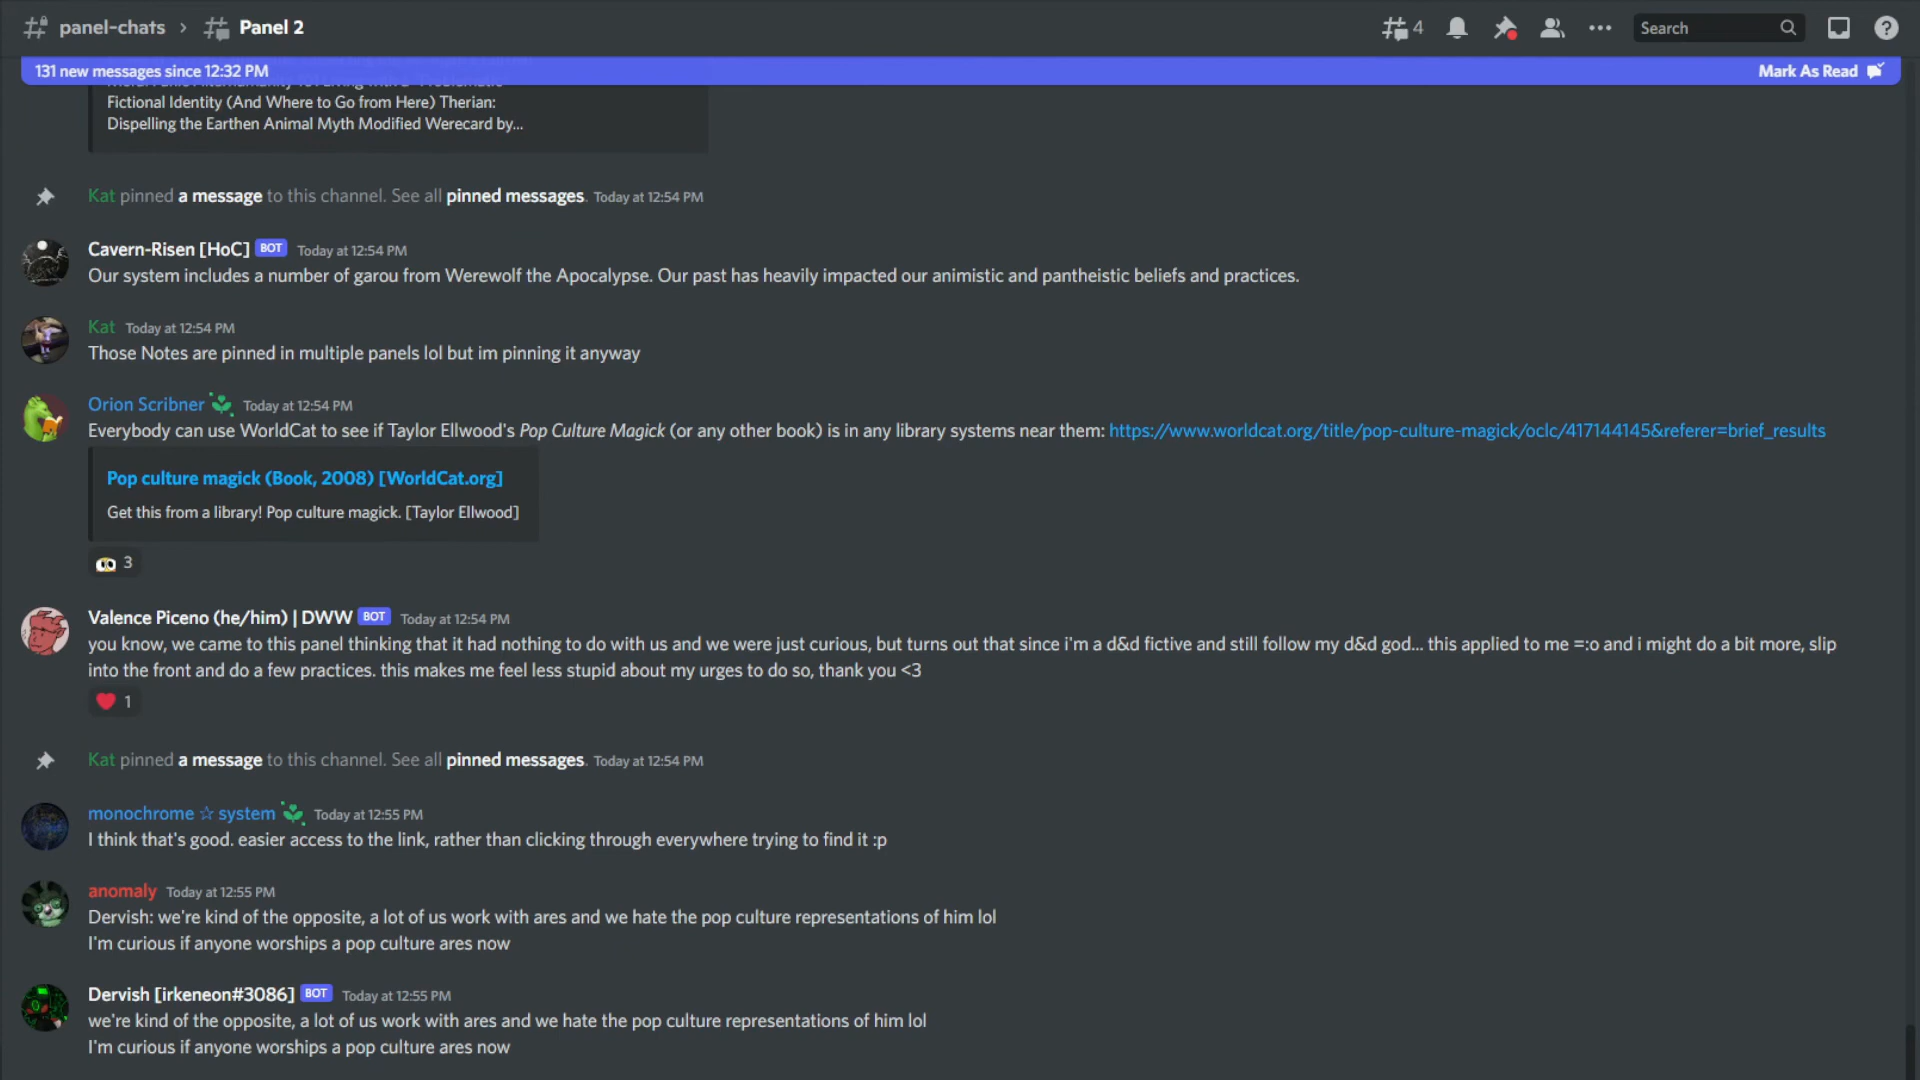 panel-chats › Panel 2
4
Search
131 new messages since 12:32 PM
Mark As Read
Fictional Identity (And Where to Go from Here) Therian:
Dispelling the Earthen Animal Myth Modified Werecard by...
Kat pinned a message to this channel. See all pinned messages. Today at 12:54 PM
Cavern-Risen [HoC] BOT Today at 12:54 PM
Our system includes a number of garou from Werewolf the Apocalypse. Our past has heavily impacted our animistic and pantheistic beliefs and practices.
Kat Today at 12:54 PM
Those Notes are pinned in multiple panels lol but im pinning it anyway
Orion Scribner Today at 12:54 PM
Everybody can use WorldCat to see if Taylor Ellwood's Pop Culture Magick (or any other book) is in any library systems near them: https://www.worldcat.org/title/pop-culture-magick/oclc/417144145&referer=brief_results
Pop culture magick (Book, 2008) [WorldCat.org]
Get this from a library! Pop culture magick. [Taylor Ellwood]
3
Valence Piceno (he/him) | DWW BOT Today at 12:54 PM
you know, we came to this panel thinking that it had nothing to do with us and we were just curious, but turns out that since i'm a d&d fictive and still follow my d&d god... this applied to me =:o and i might do a bit more, slip
into the front and do a few practices. this makes me feel less stupid about my urges to do so, thank you <3
1
Kat pinned a message to this channel. See all pinned messages. Today at 12:54 PM
monochrome ☆ system Today at 12:55 PM
I think that's good. easier access to the link, rather than clicking through everywhere trying to find it :p
anomaly Today at 12:55 PM
Dervish: we're kind of the opposite, a lot of us work with ares and we hate the pop culture representations of him lol
I'm curious if anyone worships a pop culture ares now
Dervish [irkeneon#3086] BOT Today at 12:55 PM
we're kind of the opposite, a lot of us work with ares and we hate the pop culture representations of him lol
I'm curious if anyone worships a pop culture ares now